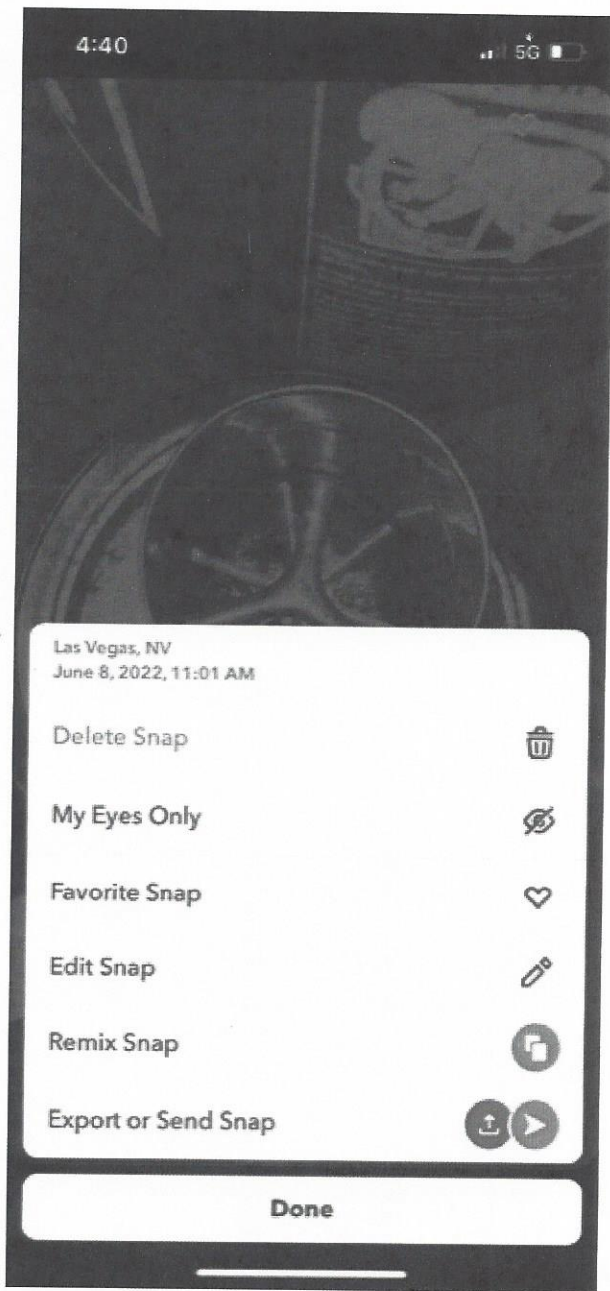 4:40
5G
Las Vegas, NV
June 8, 2022, 11:01 AM
Delete Snap
My Eyes Only
Favorite Snap
Edit Snap
Remix Snap
Export or Send Snap
Done